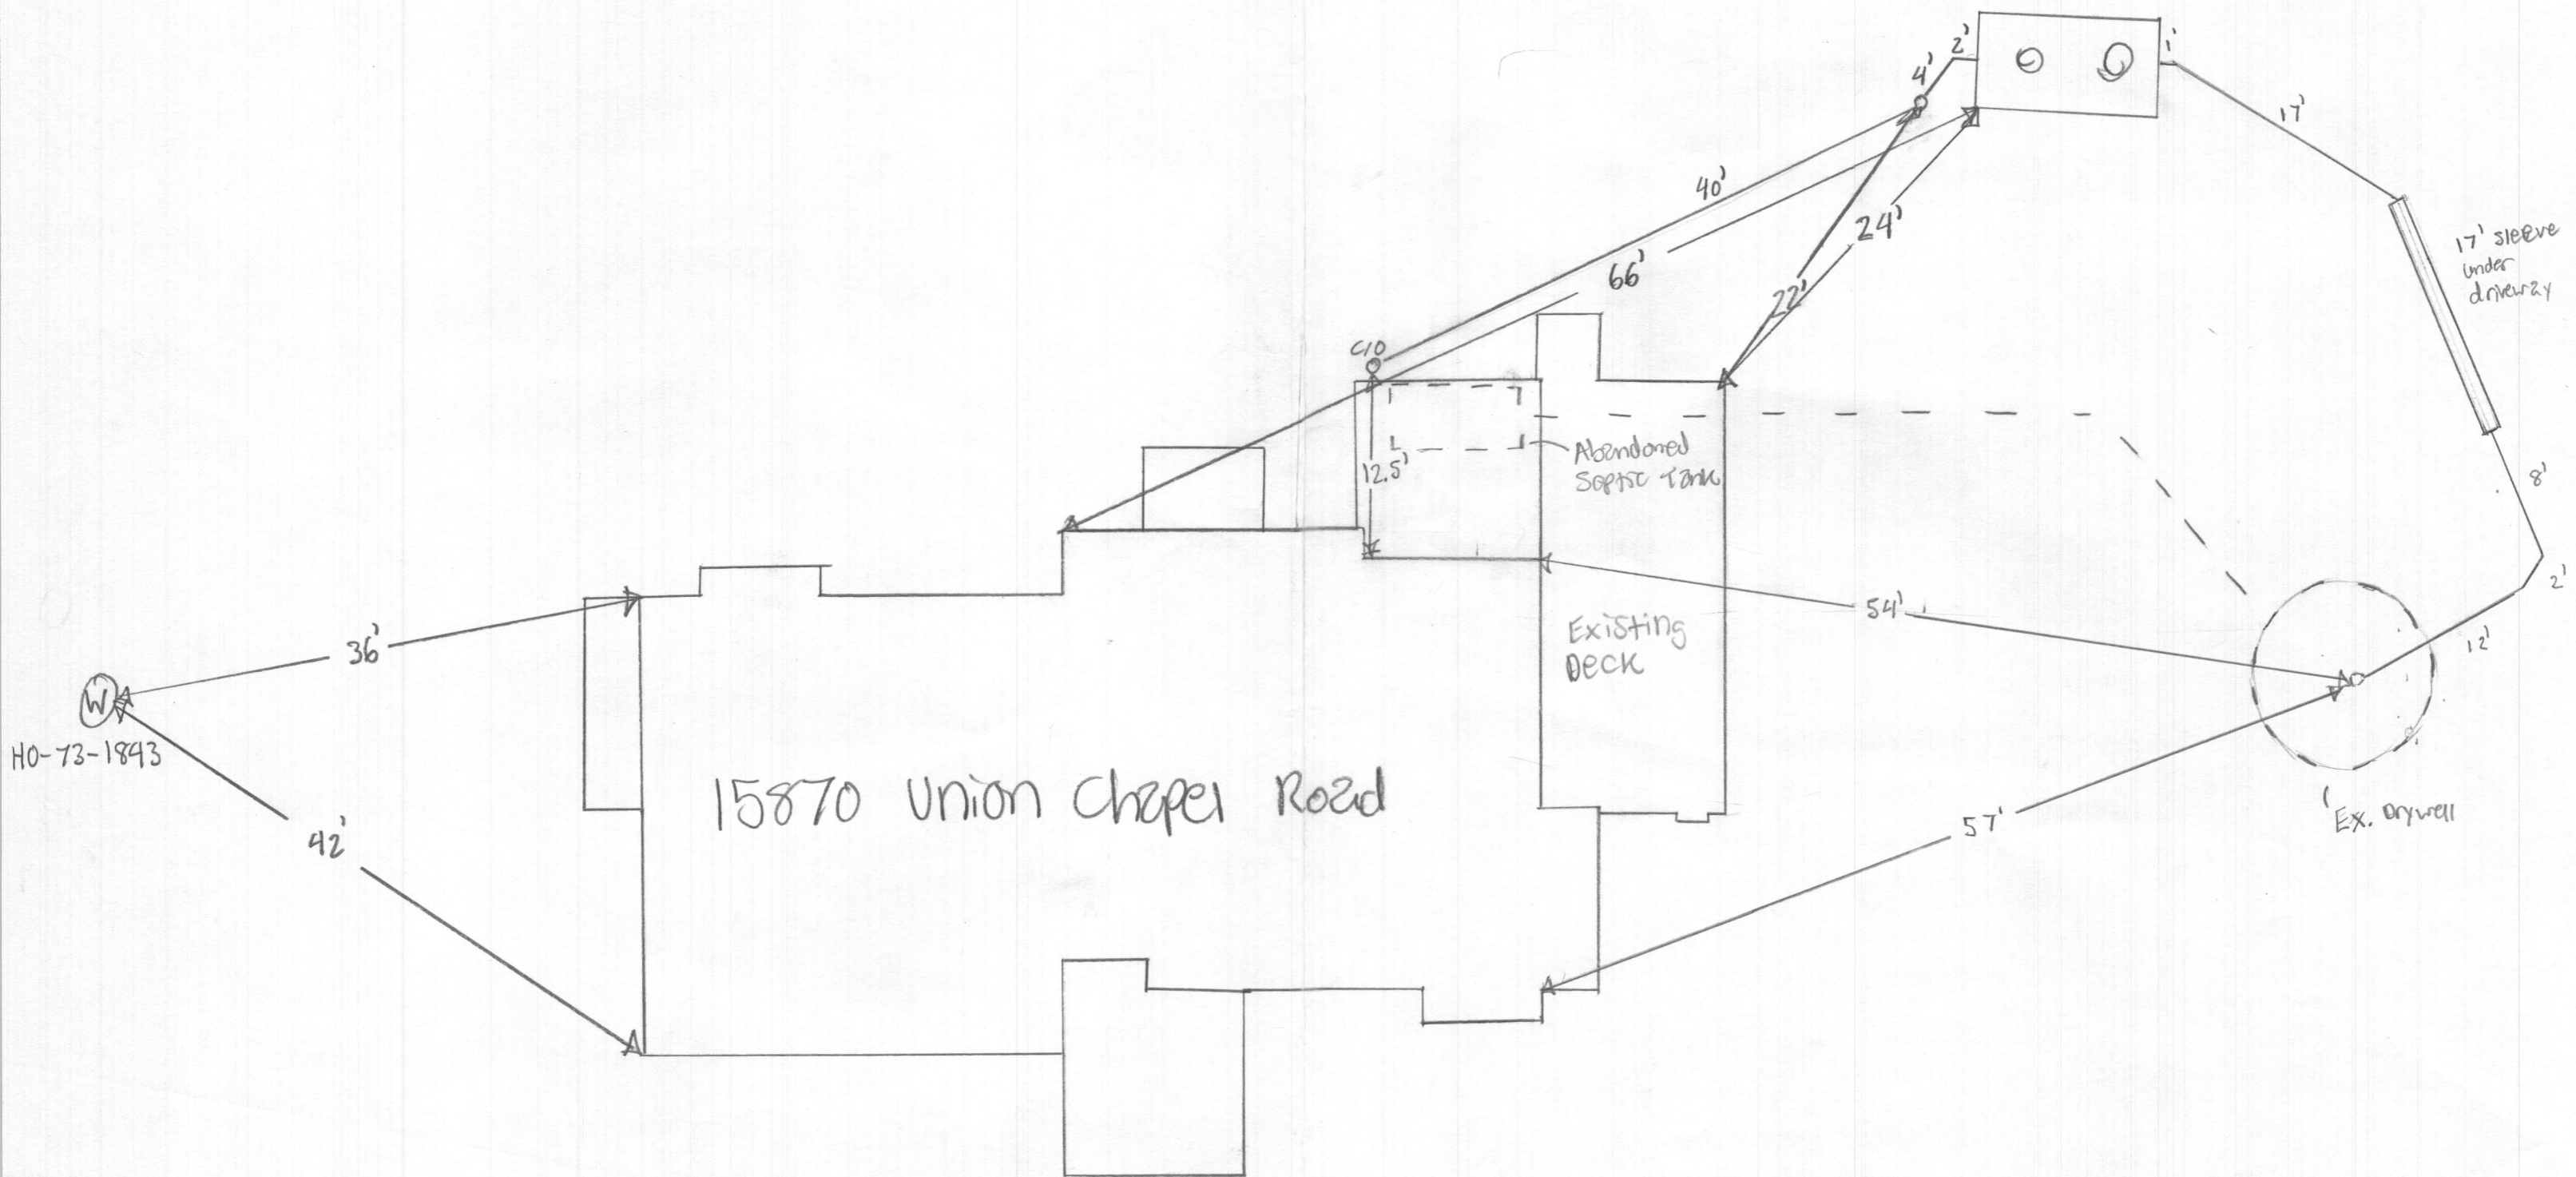 2'
1'
4'
17'
40'
24'
17' sleeve
under
driveway
66'
22'
C/O
Abandoned
Septic Tank
12.5'
8'
2'
54'
Existing
Deck
12'
36'
W
HO-73-1843
15870 Union Chapel Road
57'
Ex. Drywell
42'